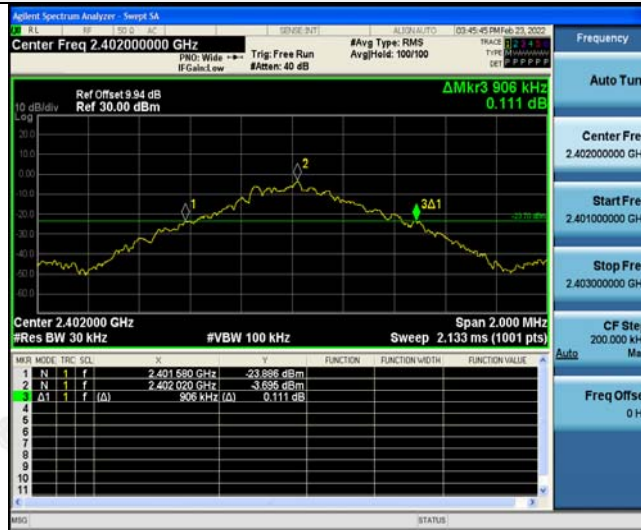 Agilent Spectrum Analyzer - Swept SA
RL RF 50 Ω AC SENSE:INT ALIGNAUTO 03:45:45 PM Feb 23, 2022
Center Freq 2.402000000 GHz
PNO: Wide
IFGain:Low
Trig: Free Run
#Atten: 40 dB
#Avg Type: RMS
Avg|Hold: 100/100
TRACE 1 2 3 4 5 6
TYPE M
DET P P P P P P
Frequency
Auto Tun
Center Fre
2.402000000 GH
Start Fre
2.401000000 GH
Stop Fre
2.403000000 GH
CF Ste
200.000 kH
Auto Ma
Freq Offse
0 H
ΔMkr3 906 kHz
0.111 dB
Ref Offset 9.94 dB
10 dB/div Ref 30.00 dBm
Log
20.0
10.0
0.00
-10.0
-20.0
-30.0
-40.0
-50.0
-60.0
1
2
3Δ1
Center 2.402000 GHz Span 2.000 MHz
#Res BW 30 kHz #VBW 100 kHz Sweep 2.133 ms (1001 pts)
MKR MODE TRC SCL X Y FUNCTION FUNCTION WIDTH FUNCTION VALUE
1 N 1 f 2.401 580 GHz -23.886 dBm
2 N 1 f 2.402 020 GHz -3.695 dBm
3 Δ1 1 f (Δ) 906 kHz (Δ) 0.111 dB
4
5
6
7
8
9
10
11
MSG STATUS